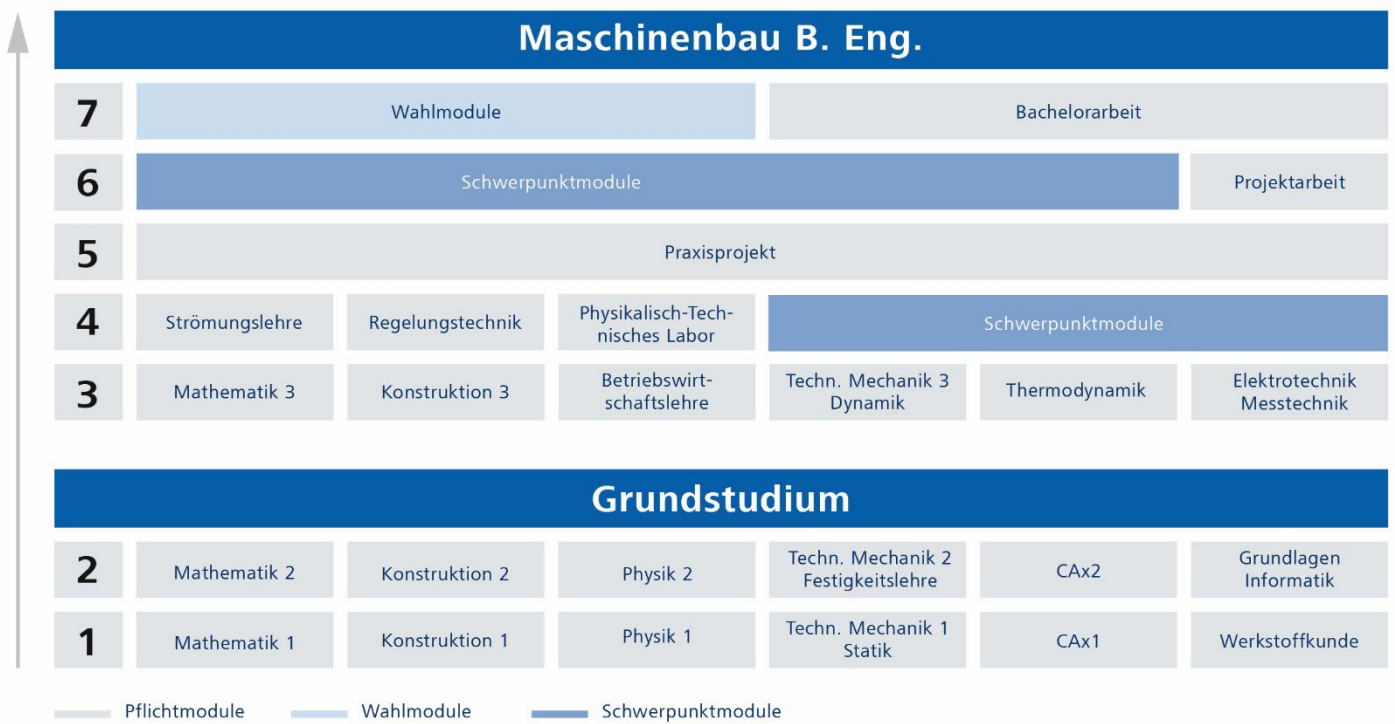 Maschinenbau B. Eng.
7
Wahlmodule
Bachelorarbeit
6
Schwerpunktmodule
Projektarbeit
5
Praxisprojekt
4
Strömungslehre
Regelungstechnik
Physikalisch-Tech-
nisches Labor
Schwerpunktmodule
3
Mathematik 3
Konstruktion 3
Betriebswirt-
schaftslehre
Techn. Mechanik 3
Dynamik
Thermodynamik
Elektrotechnik
Messtechnik
Grundstudium
2
Mathematik 2
Konstruktion 2
Physik 2
Techn. Mechanik 2
Festigkeitslehre
CAx2
Grundlagen
Informatik
1
Mathematik 1
Konstruktion 1
Physik 1
Techn. Mechanik 1
Statik
CAx1
Werkstoffkunde
Pflichtmodule
Wahlmodule
Schwerpunktmodule